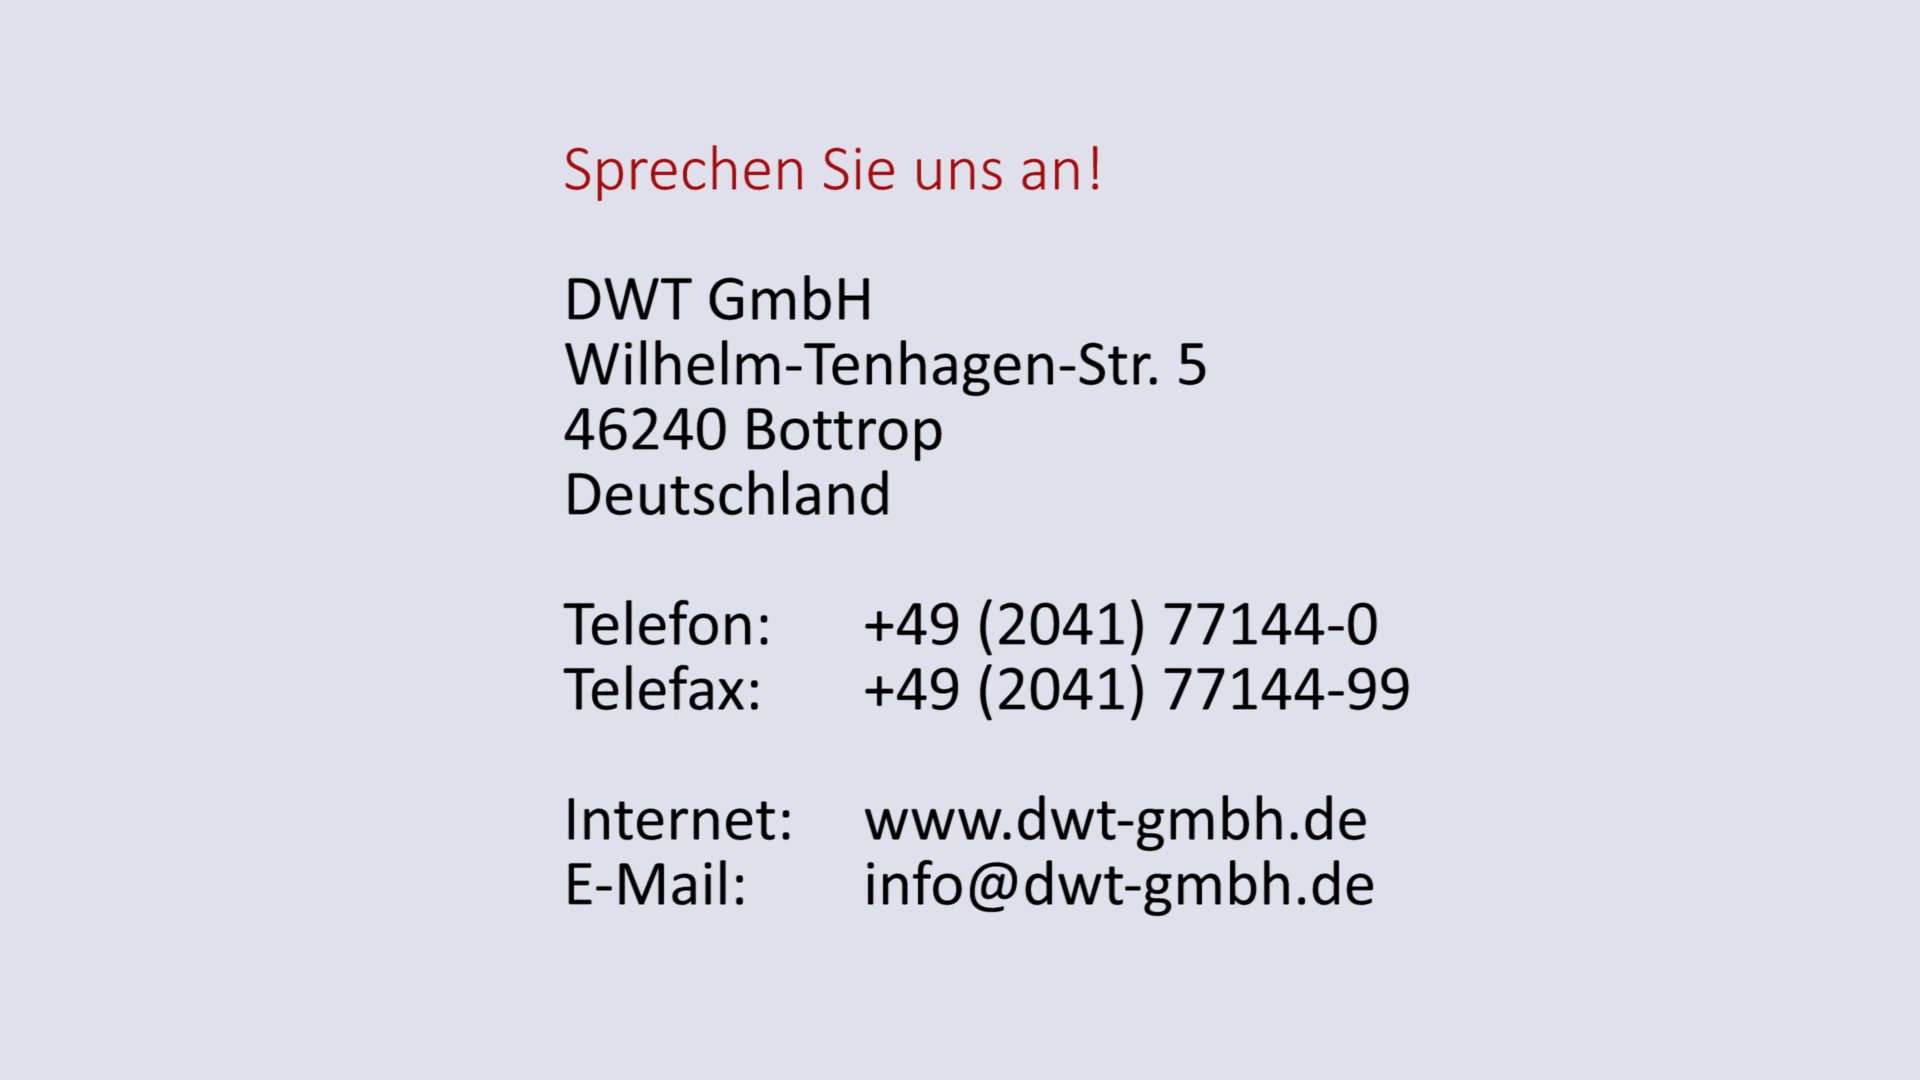 Sprechen Sie uns an!
DWT GmbH
Wilhelm-Tenhagen-Str. 5
46240 Bottrop
Deutschland
Telefon: +49 (2041) 77144-0
Telefax: +49 (2041) 77144-99
Internet: www.dwt-gmbh.de
E-Mail: info@dwt-gmbh.de